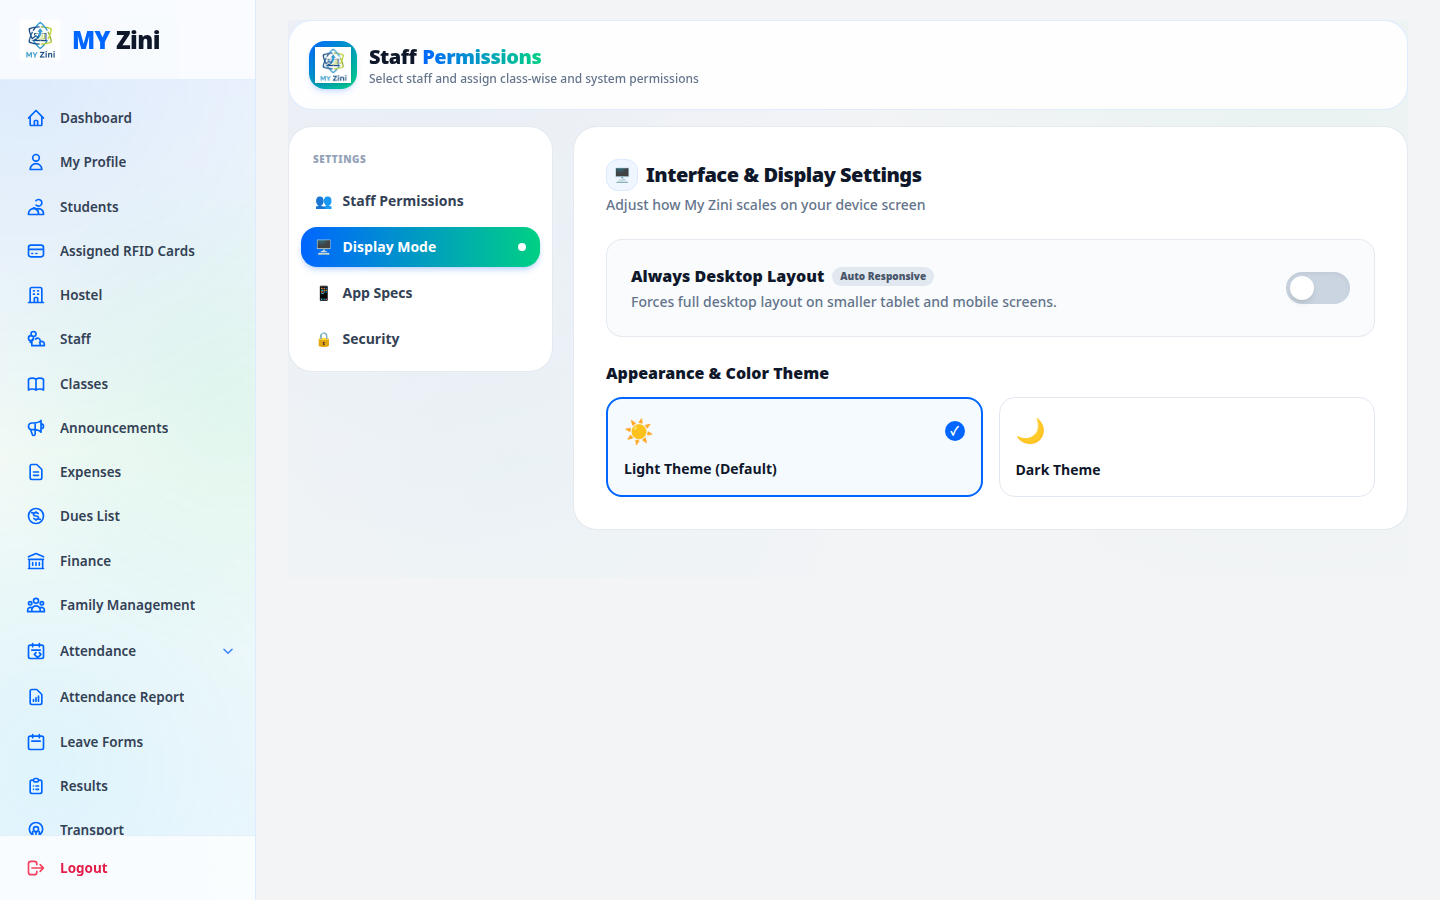 MY Zini
MY Zini
Dashboard
My Profile
Students
Assigned RFID Cards
Hostel
Staff
Classes
Announcements
Expenses
Dues List
Finance
Family Management
Attendance
Attendance Report
Leave Forms
Results
Transport
Logout
MY Zini
Staff Permissions
Select staff and assign class-wise and system permissions
SETTINGS
Staff Permissions
Display Mode
App Specs
Security
Interface & Display Settings
Adjust how My Zini scales on your device screen
Always Desktop Layout Auto Responsive
Forces full desktop layout on smaller tablet and mobile screens.
Appearance & Color Theme
Light Theme (Default)
Dark Theme